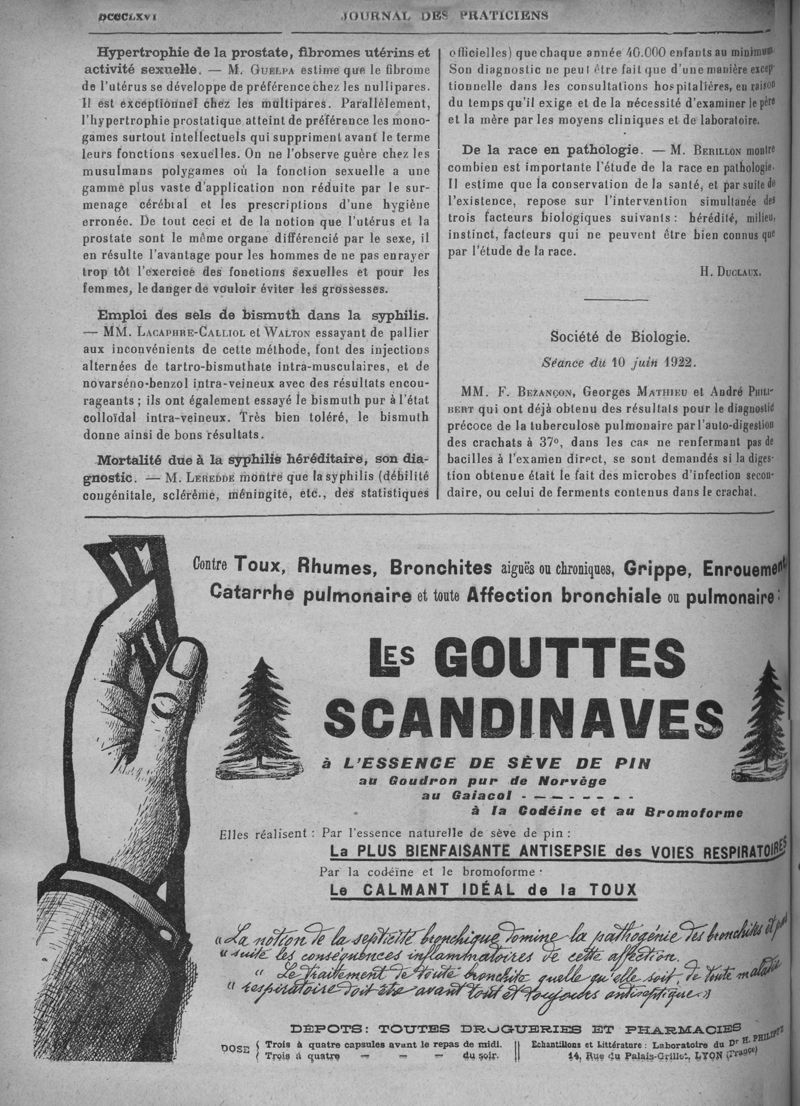 DCCCLXVI
JOURNAL DES PRATICIENS
Hypertrophie de la prostate, fibromes utérins et
activité sexuelle. — M. GUELPA estime que le fibrome
de l'utérus se développe de préférence chez les nullipares.
Il est exceptionnel chez les multipares. Parallèlement,
l'hypertrophie prostatique atteint de préférence les mono-
games surtout intellectuels qui suppriment avant le terme
leurs fonctions sexuelles. On ne l'observe guère chez les
musulmans polygames où la fonction sexuelle a une
gamme plus vaste d'application non réduite par le sur-
menage cérébral et les prescriptions d'une hygiène
erronée. De tout ceci et de la notion que l'utérus et la
prostate sont le même organe différencié par le sexe, il
en résulte l'avantage pour les hommes de ne pas enrayer
trop tôt l'exercice des fonctions sexuelles et pour les
femmes, le danger de vouloir éviter les grossesses.
Emploi des sels de bismuth dans la syphilis.
— MM. LACAPHRE-CALLIOL et WALTON essayant de pallier
aux inconvénients de cette méthode, font des injections
alternées de tartro-bismuthate intra-musculaires, et de
novarséno-benzol intra-veineux avec des résultats encou-
rageants ; ils ont également essayé le bismuth pur à l'état
colloïdal intra-veineux. Très bien toléré, le bismuth
donne ainsi de bons résultats.
Mortalité due à la syphilis héréditaire, son dia-
gnostic. — M. LEREDDE montre que la syphilis (débilité
congénitale, sclérème, méningite, etc., des statistiques
officielles) que chaque année 40.000 enfants au minimum
Son diagnostic ne peut être fait que d'une manière excep
tionnelle dans les consultations hospitalières, en raison
du temps qu'il exige et de la nécessité d'examiner le père
et la mère par les moyens cliniques et de laboratoire.
De la race en pathologie. — M. BERILLON montre
combien est importante l'étude de la race en pathologie.
Il estime que la conservation de la santé, et par suite de
l'existence, repose sur l'intervention simultanée des
trois facteurs biologiques suivants : hérédité, milieu,
instinct, facteurs qui ne peuvent être bien connus que
par l'étude de la race.
H. DUCLAUX.
Société de Biologie.
Séance du 10 juin 1922.
MM. F. BEZANÇON, Georges MATHIEU et André PHILI-
BERT qui ont déjà obtenu des résultats pour le diagnostic
précoce de la tuberculose pulmonaire par l'auto-digestion
des crachats à 37°, dans les cas ne renfermant pas de
bacilles à l'examen direct, se sont demandés si la diges-
tion obtenue était le fait des microbes d'infection secon-
daire, ou celui de ferments contenus dans le crachat.
Contre Toux, Rhumes, Bronchites aiguës ou chroniques, Grippe, Enrouement
Catarrhe pulmonaire et toute Affection bronchiale ou pulmonaire :
LES GOUTTES
SCANDINAVES
à L'ESSENCE DE SÈVE DE PIN
au Goudron pur de Norvège
au Gaiacol - — — - - - - -
à la Codéine et au Bromoforme
Elles réalisent : Par l'essence naturelle de sève de pin :
La PLUS BIENFAISANTE ANTISEPSIE des VOIES RESPIRATOIRES
Par la codéine et le bromoforme :
Le CALMANT IDÉAL de la TOUX
« La notion de la septicité bronchique domine la pathogénie des bronchites et
« suite les conséquences inflammatoires de cette affection.
« Le traitement de toute bronchite quelle qu'elle soit, de toute maladie
« respiratoire doit être avant tout et toujours antiseptique »
DÉPOTS : TOUTES DROGUERIES ET PHARMACIES
DOSE { Trois à quatre capsules avant le repas de midi.
{ Trois à quatre — — — du soir.
Echantillons et Littérature : Laboratoire du Dr H. PHILIPPE
14, Rue du Palais-Grillet, LYON (France)